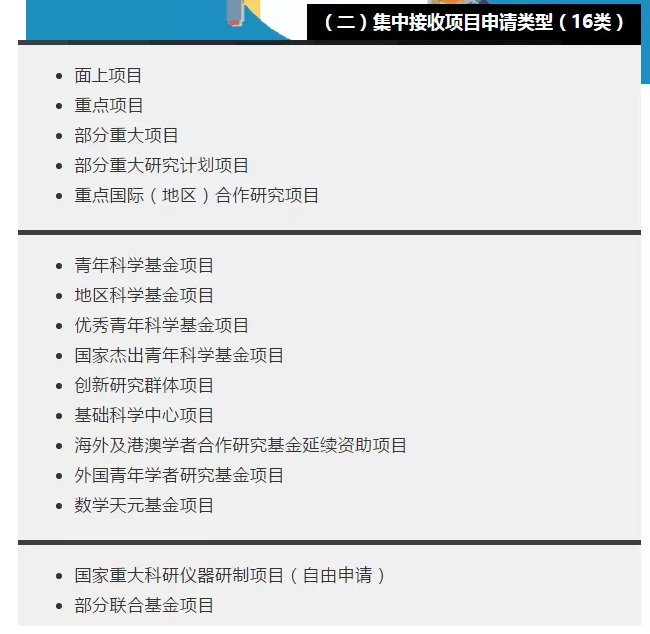 （二）集中接收项目申请类型（16类）
面上项目
重点项目
部分重大项目
部分重大研究计划项目
重点国际（地区）合作研究项目
青年科学基金项目
地区科学基金项目
优秀青年科学基金项目
国家杰出青年科学基金项目
创新研究群体项目
基础科学中心项目
海外及港澳学者合作研究基金延续资助项目
外国青年学者研究基金项目
数学天元基金项目
国家重大科研仪器研制项目（自由申请）
部分联合基金项目